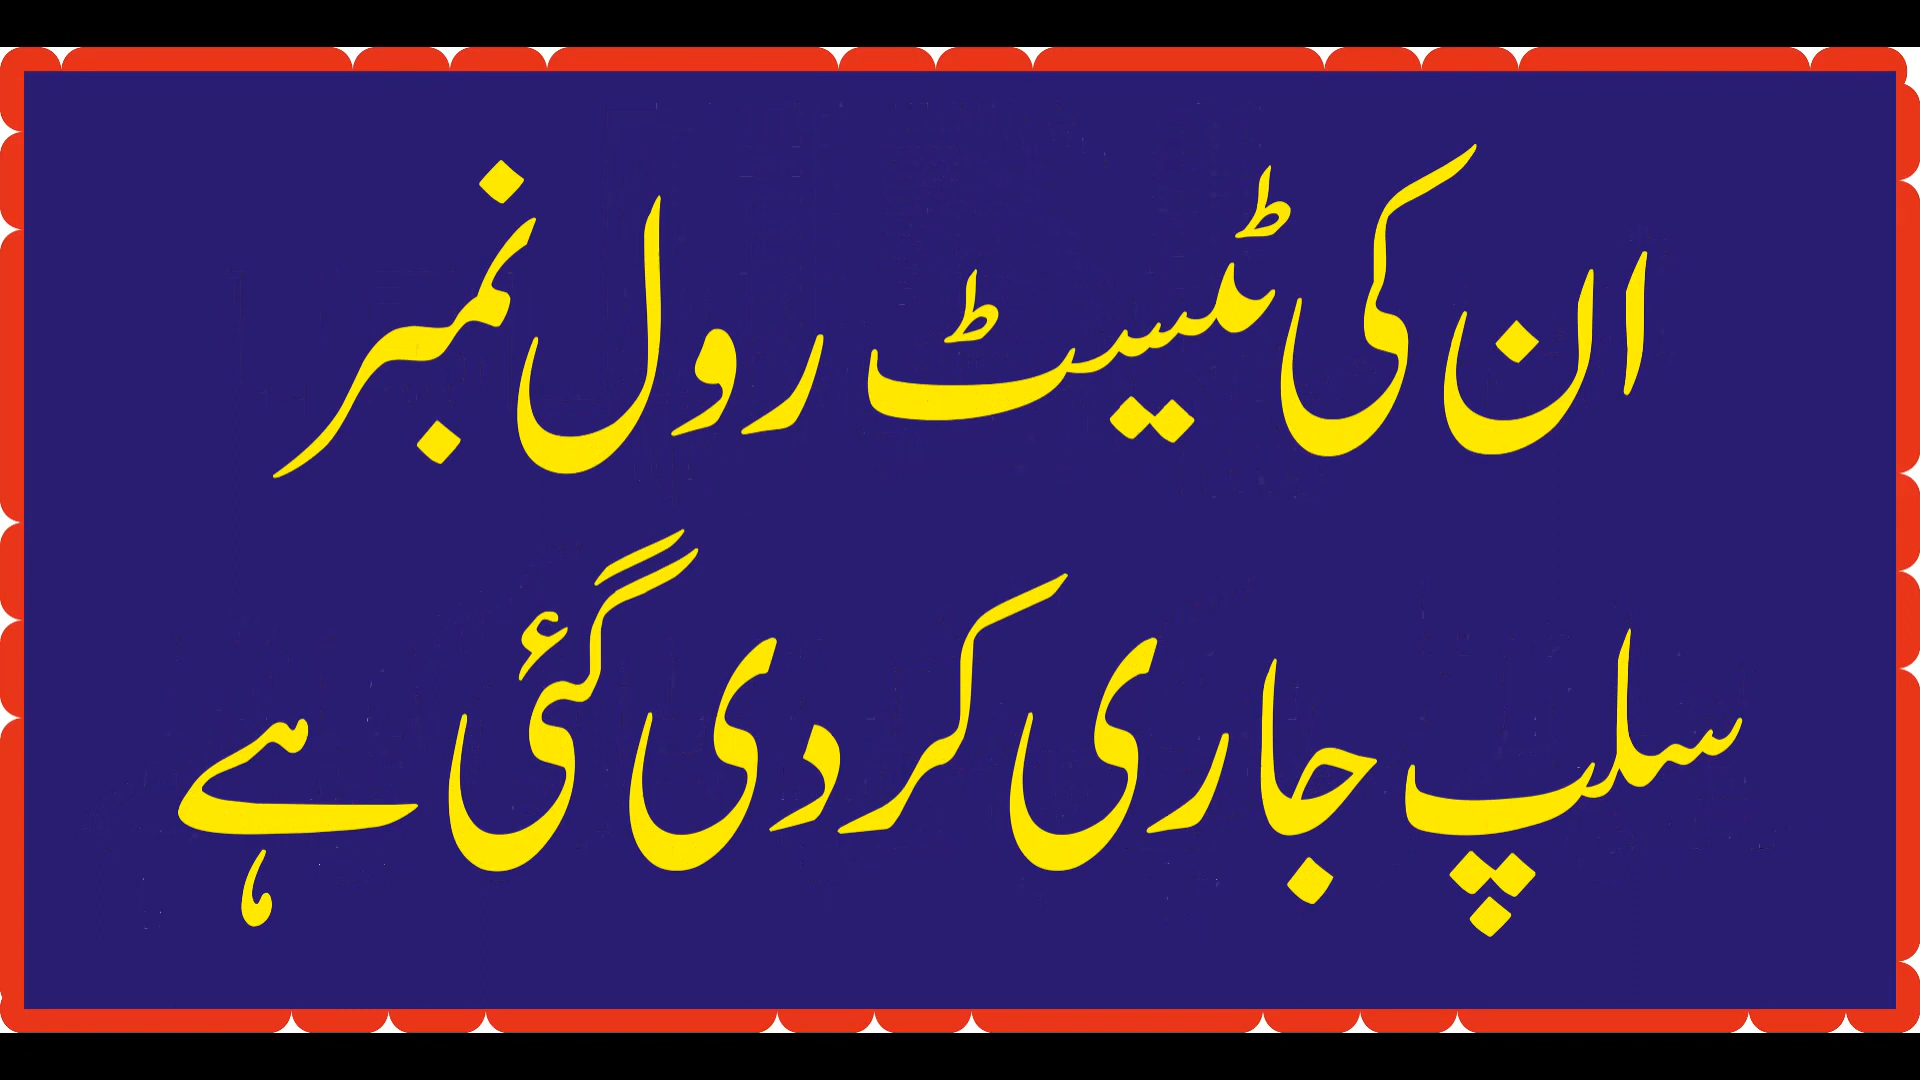 ان کی ٹیسٹ رول نمبر
سلپ جاری کردی گئی ہے